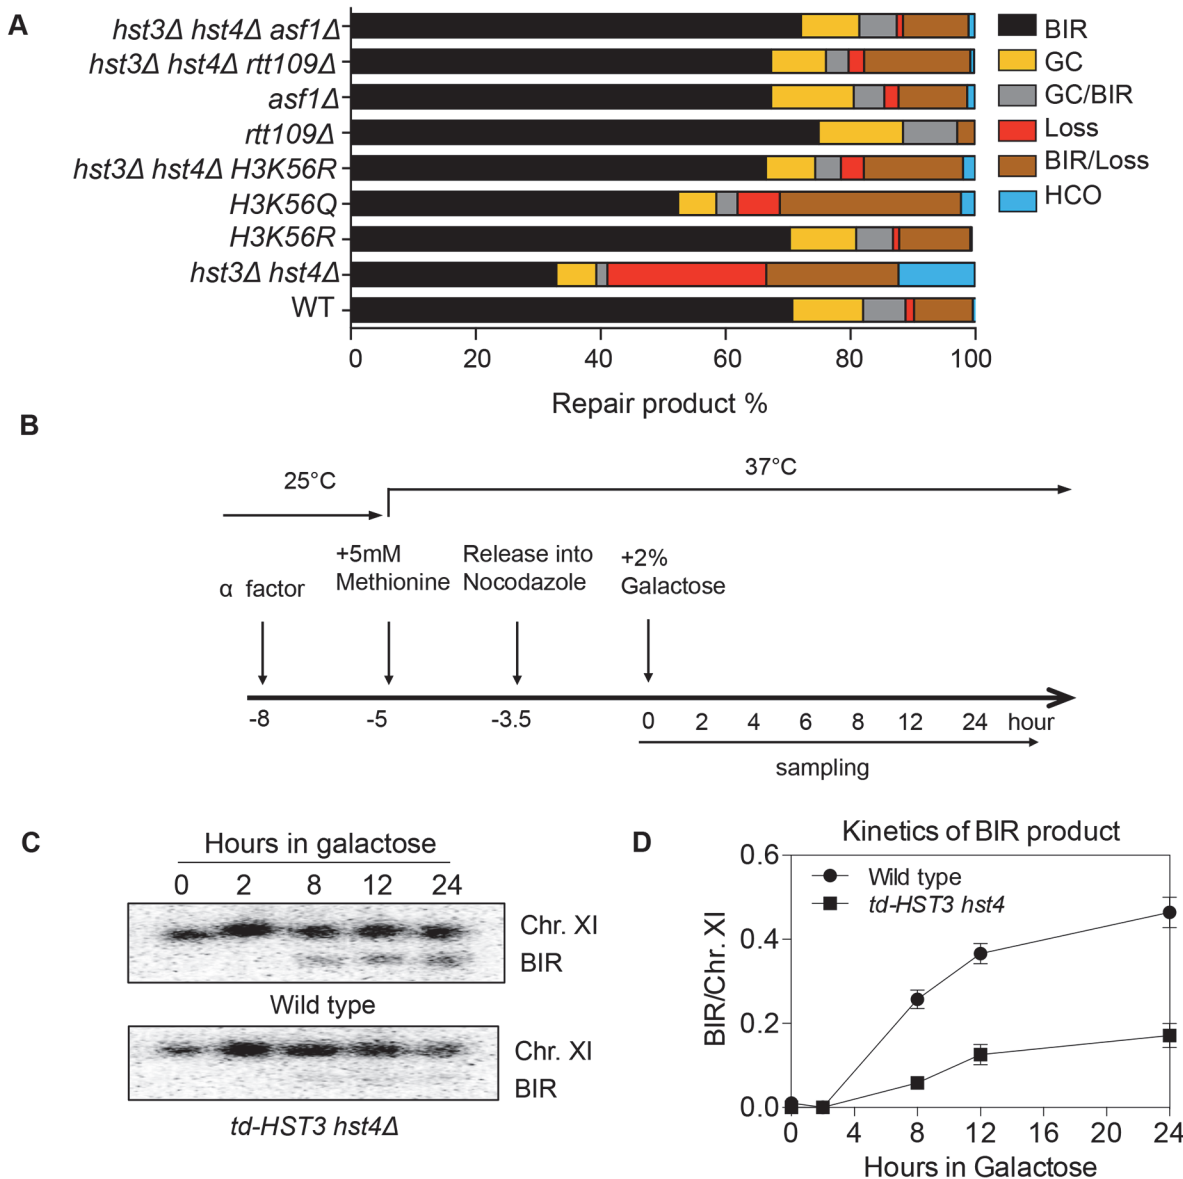 A
hst3Δ hst4Δ asf1Δ
hst3Δ hst4Δ rtt109Δ
asf1Δ
rtt109Δ
hst3Δ hst4Δ H3K56R
H3K56Q
H3K56R
hst3Δ hst4Δ
WT
BIR
GC
GC/BIR
Loss
BIR/Loss
HCO
0 20 40 60 80 100
Repair product %
B
25°C
37°C
α factor
+5mM
Methionine
Release into
Nocodazole
+2%
Galactose
-8 -5 -3.5 0 2 4 6 8 12 24 hour
sampling
C
Hours in galactose
0 2 8 12 24
Chr. XI
BIR
Wild type
Chr. XI
BIR
td-HST3 hst4Δ
D
Kinetics of BIR product
Wild type
td-HST3 hst4
BIR/Chr. XI
0.6
0.4
0.2
0.0
0 4 8 12 16 20 24
Hours in Galactose